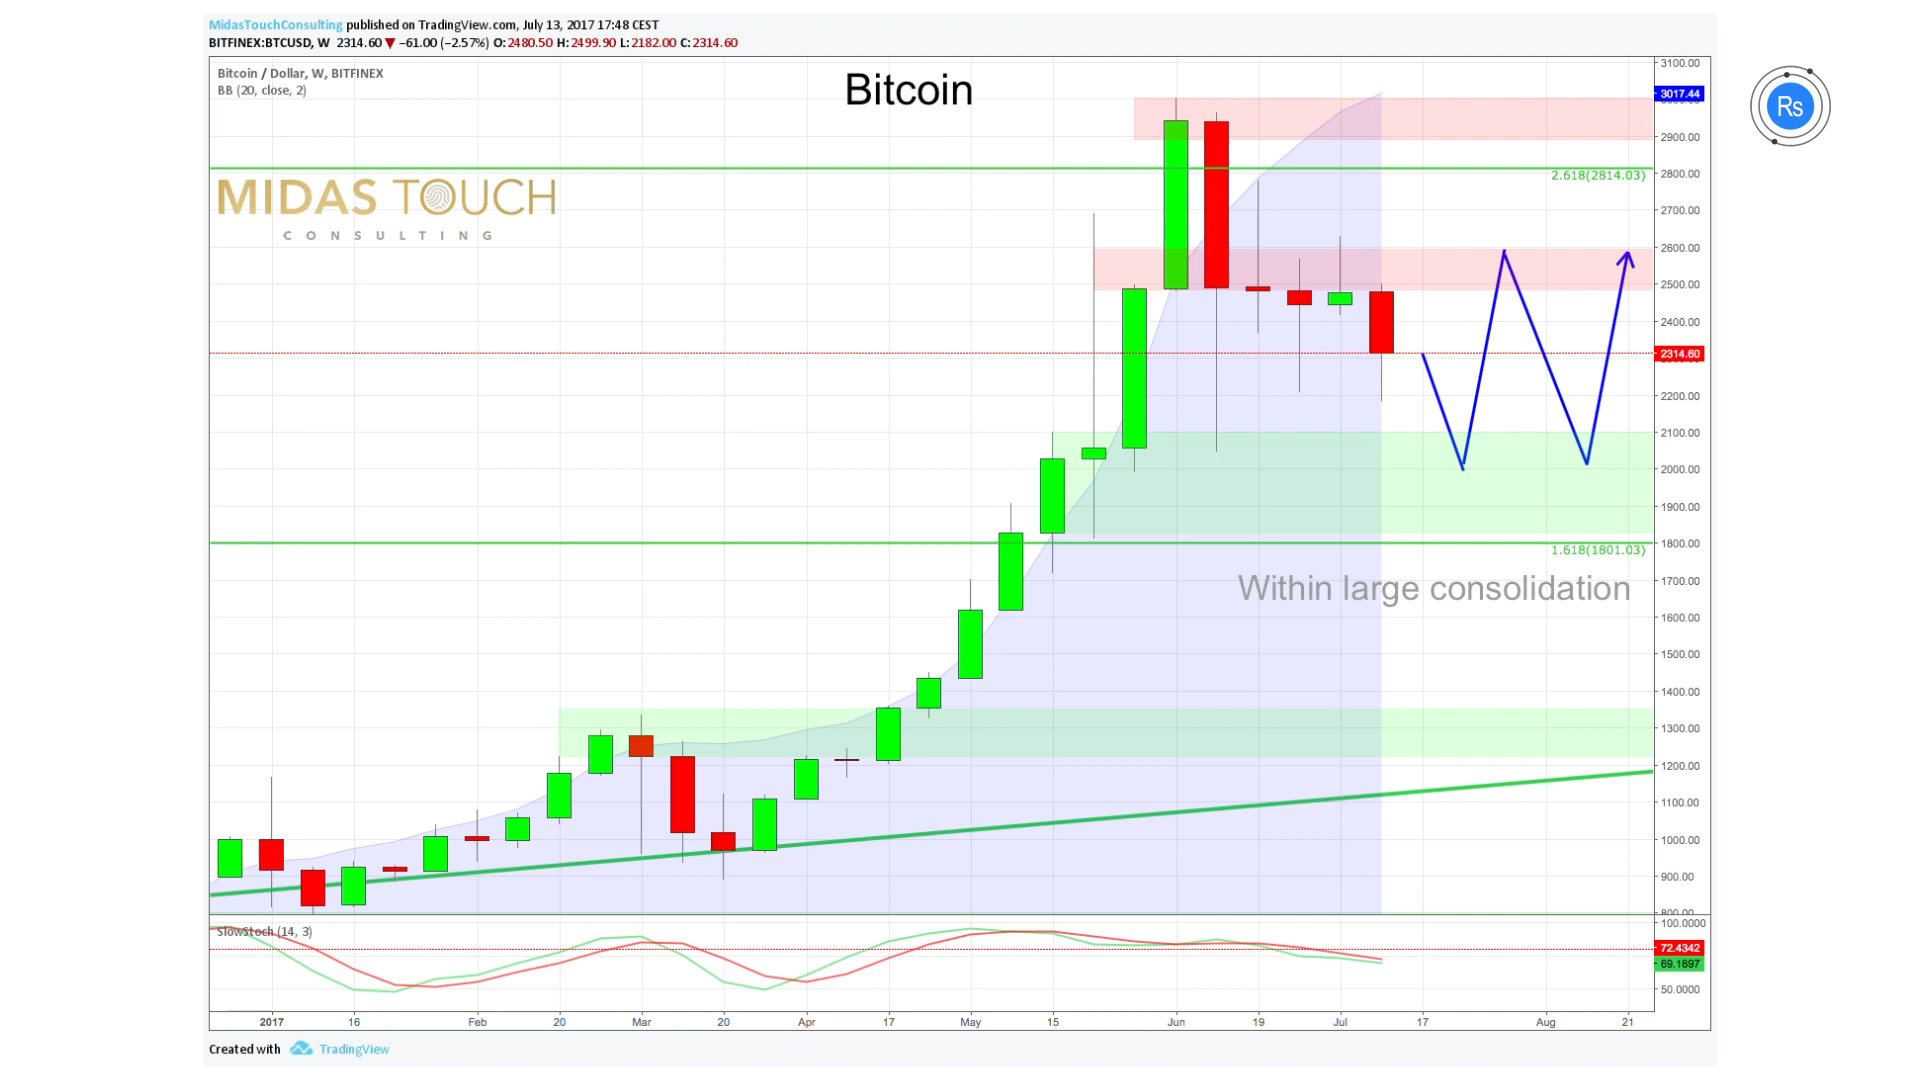 MidasTouchConsulting published on TradingView.com, July 13, 2017 17:48 CEST
BITFINEX:BTCUSD, W 2314.60 ▼ −61.00 (−2.57%) O:2480.50 H:2499.90 L:2182.00 C:2314.60
Bitcoin / Dollar, W, BITFINEX
BB (20, close, 2)
Bitcoin
Rs
MIDAS TOUCH
CONSULTING
3100.00
3017.44
2900.00
2800.00
2.618(2814.03)
2700.00
2600.00
2500.00
2400.00
2314.60
2200.00
2100.00
2000.00
1900.00
1800.00
1.618(1801.03)
Within large consolidation
1700.00
1600.00
1500.00
1400.00
1300.00
1200.00
1100.00
1000.00
900.00
800.00
SlowStoch (14, 3)
100.0000
72.4342
69.1897
50.0000
2017 16 Feb 20 Mar 20 Apr 17 May 15 Jun 19 Jul 17 Aug 21
Created with TradingView